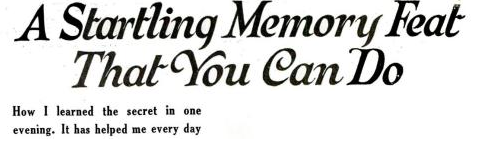 A Startling Memory Feat
That You Can Do
How I learned the secret in one
evening. It has helped me every day